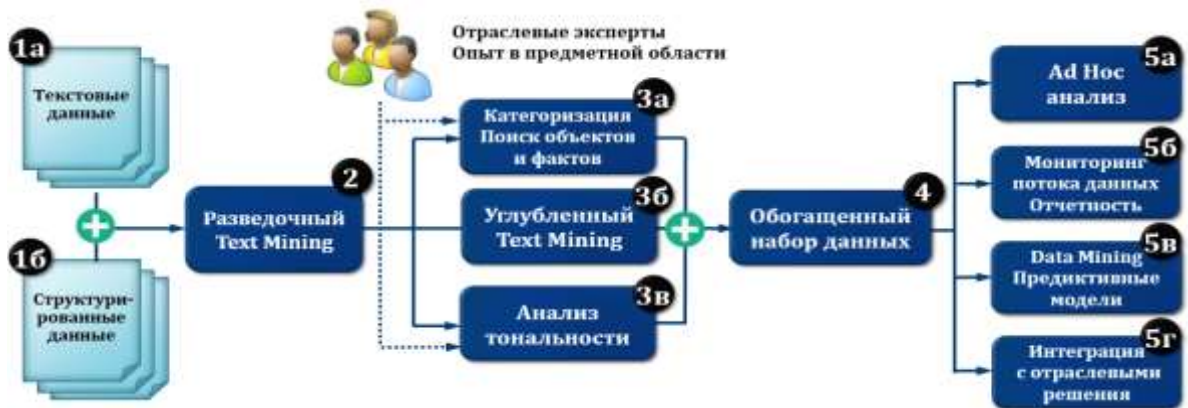 1а
Текстовые
данные
1б
Структури-
рованные
данные
2
Разведочный
Text Mining
Отраслевые эксперты
Опыт в предметной области
3а
Категоризация
Поиск объектов
и фактов
3б
Углубленный
Text Mining
3в
Анализ
тональности
4
Обогащенный
набор данных
5а
Ad Hoc
анализ
5б
Мониторинг
потока данных
Отчетность
5в
Data Mining
Предиктивные
модели
5г
Интеграция
с отраслевыми
решения